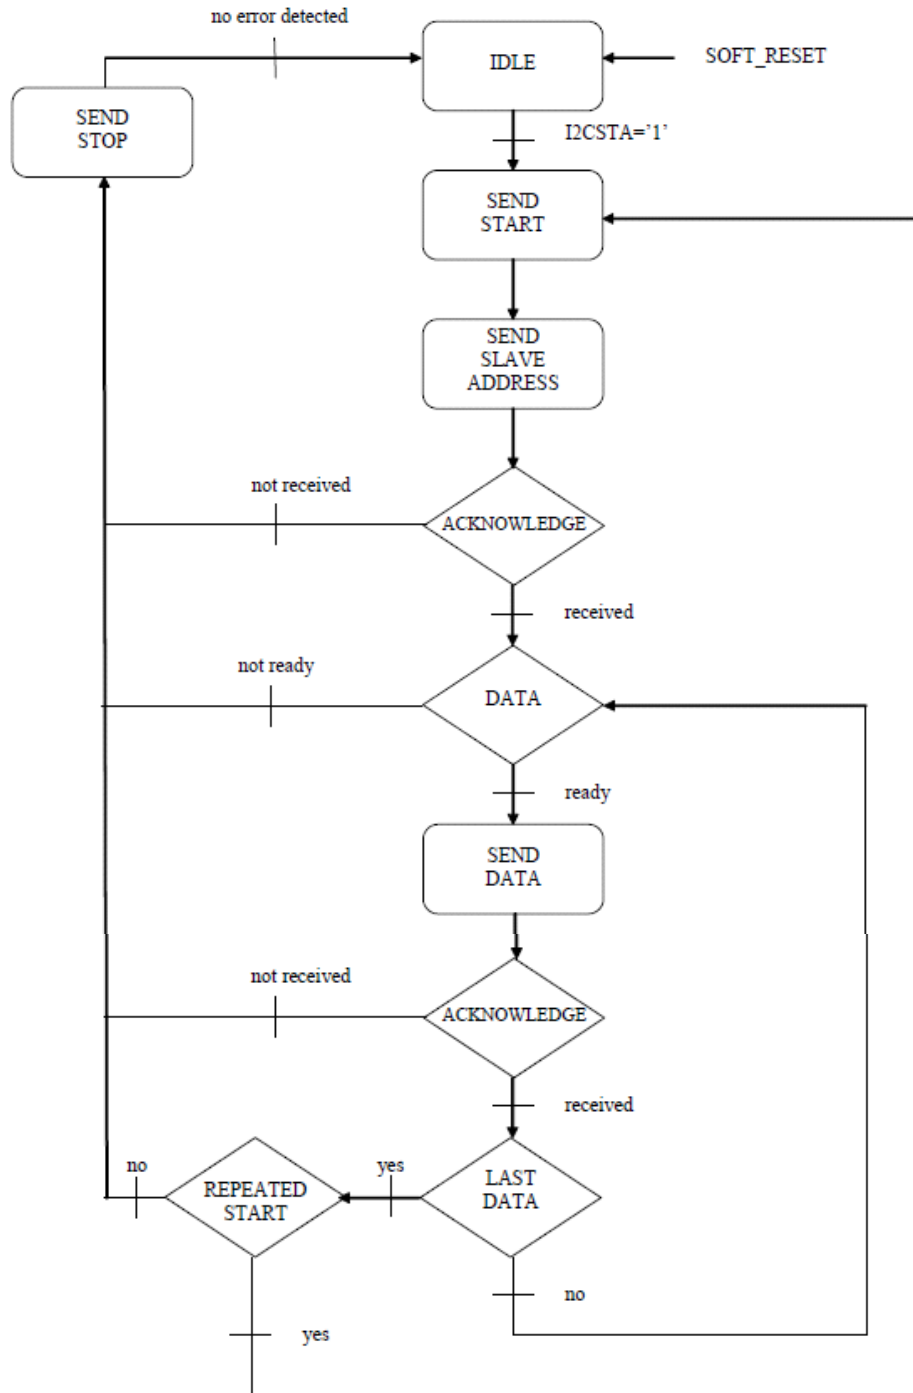 no error detected
IDLE
SOFT_RESET
SEND
STOP
I2CSTA='1'
SEND
START
SEND
SLAVE
ADDRESS
not received
ACKNOWLEDGE
received
not ready
DATA
ready
SEND
DATA
not received
ACKNOWLEDGE
received
no
REPEATED
START
yes
LAST
DATA
no
yes